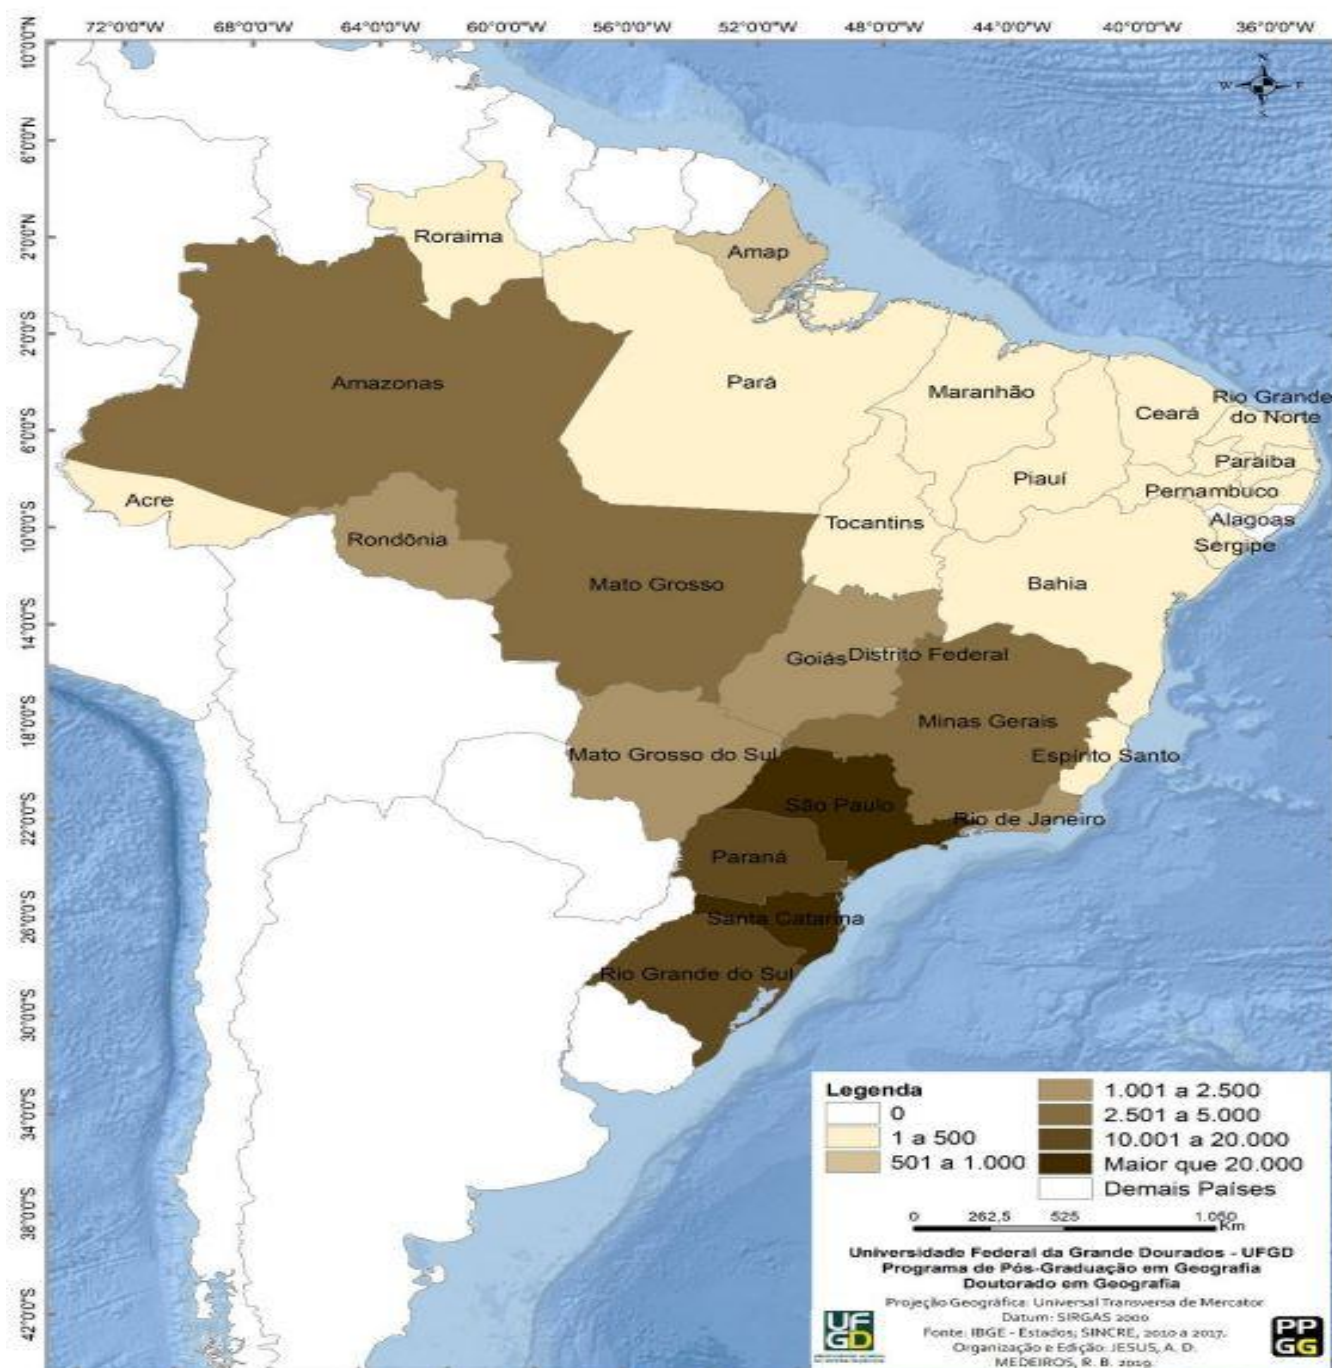 72°0'0"W 68°0'0"W 64°0'0"W 60°0'0"W 56°0'0"W 52°0'0"W 48°0'0"W 44°0'0"W 40°0'0"W 36°0'0"W
10°0'0"N
6°0'0"N
2°0'0"N
2°0'0"S
6°0'0"S
10°0'0"S
14°0'0"S
18°0'0"S
22°0'0"S
26°0'0"S
30°0'0"S
34°0'0"S
38°0'0"S
42°0'0"S
N
W E
S
Roraima
Amap
Amazonas
Pará
Maranhão
Ceará
Rio Grande
do Norte
Paraíba
Piauí
Pernambuco
Acre
Alagoas
Tocantins
Rondônia
Sergipe
Mato Grosso
Bahia
Goiás
Distrito Federal
Minas Gerais
Mato Grosso do Sul
Espírito Santo
São Paulo
Rio de Janeiro
Paraná
Santa Catarina
Rio Grande do Sul
Legenda
0
1 a 500
501 a 1.000
1.001 a 2.500
2.501 a 5.000
10.001 a 20.000
Maior que 20.000
Demais Países
0 262,5 525 1.050
Km
Universidade Federal da Grande Dourados - UFGD
Programa de Pós-Graduação em Geografia
Doutorado em Geografia
Projeção Geográfica: Universal Transversa de Mercator
Datum: SIRGAS 2000
Fonte: IBGE - Estados; SINCRE, 2010 a 2017.
Organização e Edição: JESUS, A. D.
MEDEIROS, R. B. 2019.
UF
GD
PP
GG